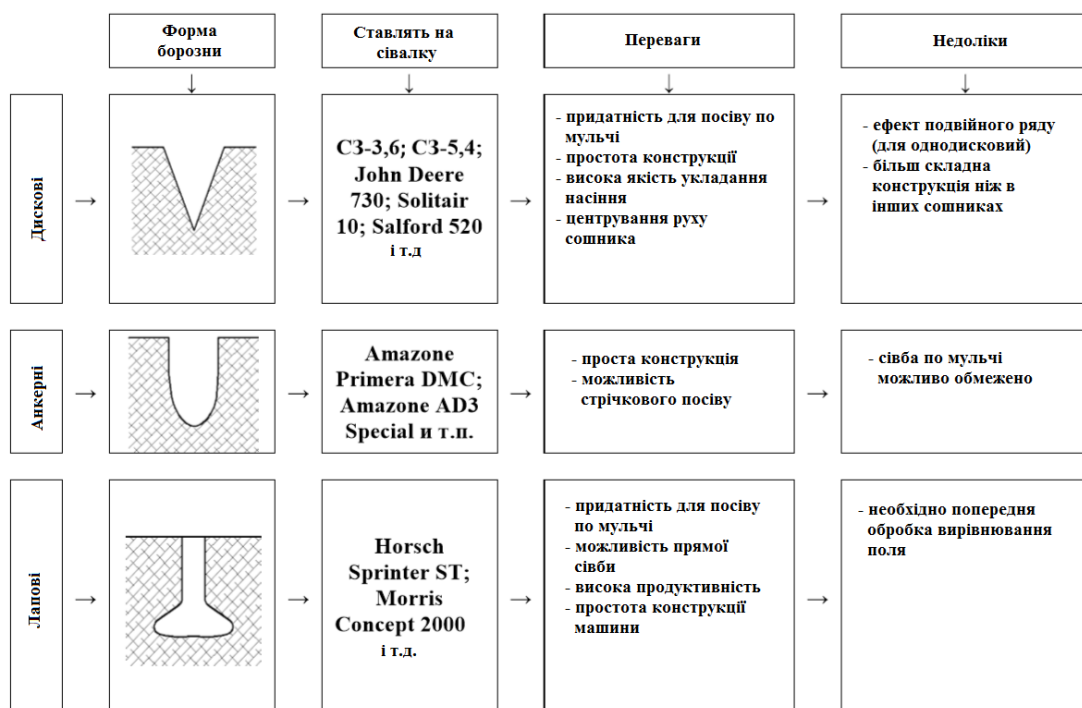 Форма
борозни
Ставлять на
сівалку
Переваги
Недоліки
Дискові
СЗ-3,6; СЗ-5,4;
John Deere
730; Solitair
10; Salford 520
і т.д
- придатність для посіву по
мульчі
- простота конструкції
- висока якість укладання
насіння
- центрування руху
сошника
- ефект подвійного ряду
(для однодисковий)
- більш складна
конструкція ніж в
інших сошниках
Анкерні
Amazone
Primera DMC;
Amazone AD3
Special и т.п.
- проста конструкція
- можливість
стрічкового посіву
- сівба по мульчі
можливо обмежено
Лапові
Horsch
Sprinter ST;
Morris
Concept 2000
і т.д.
- придатність для посіву
по мульчі
- можливість прямої
сівби
- висока продуктивність
- простота конструкції
машини
- необхідно попередня
обробка вирівнювання
поля